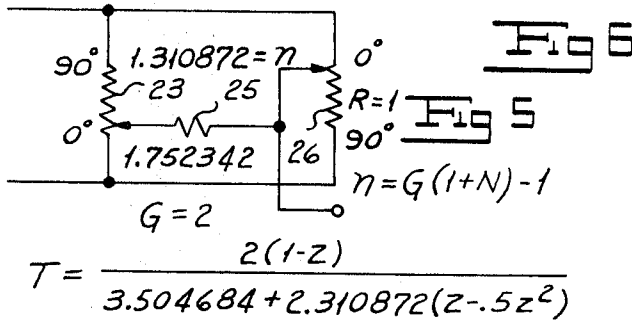 Fig 6
90° 1.310872=n 0°
23 25
R=1 Fig 5
0° 90°
1.752342 26
n=G(1+N)-1
G=2
T= 2(1-z) / 3.504684+2.310872(z-.5z²)